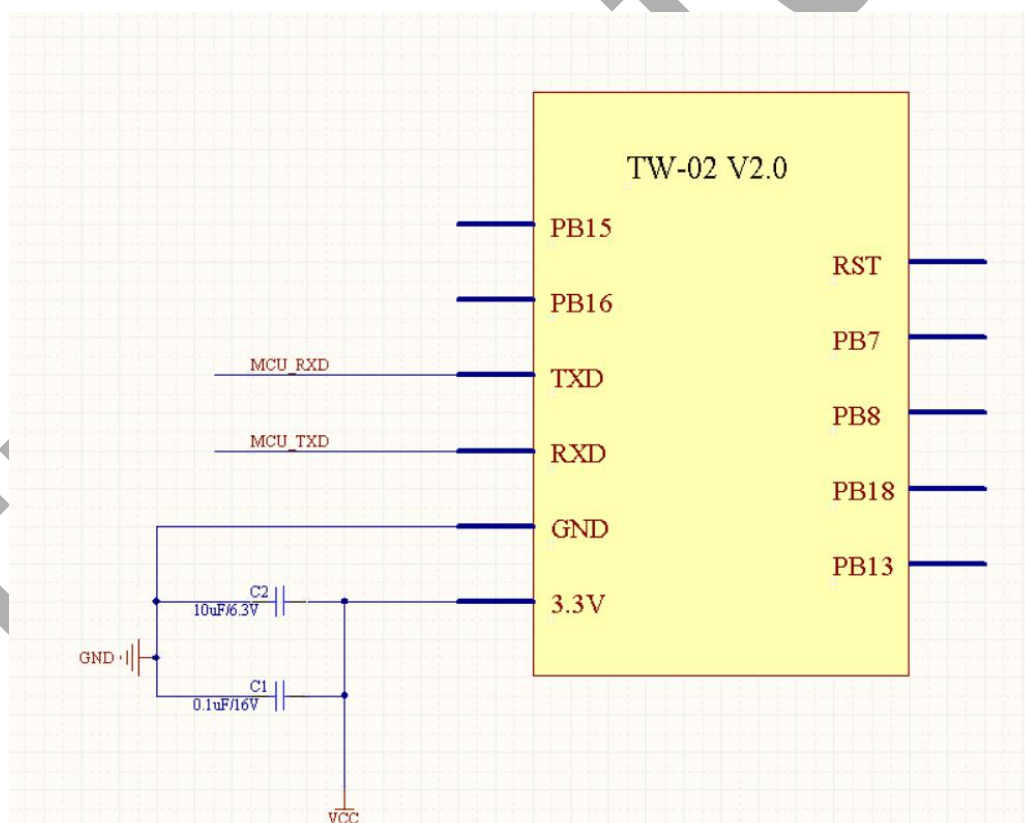 TW-02 V2.0
PB15
PB16
TXD
RXD
GND
3.3V
RST
PB7
PB8
PB18
PB13
MCU_RXD
MCU_TXD
C2
10uF/6.3V
GND
C1
0.1uF/16V
VCC